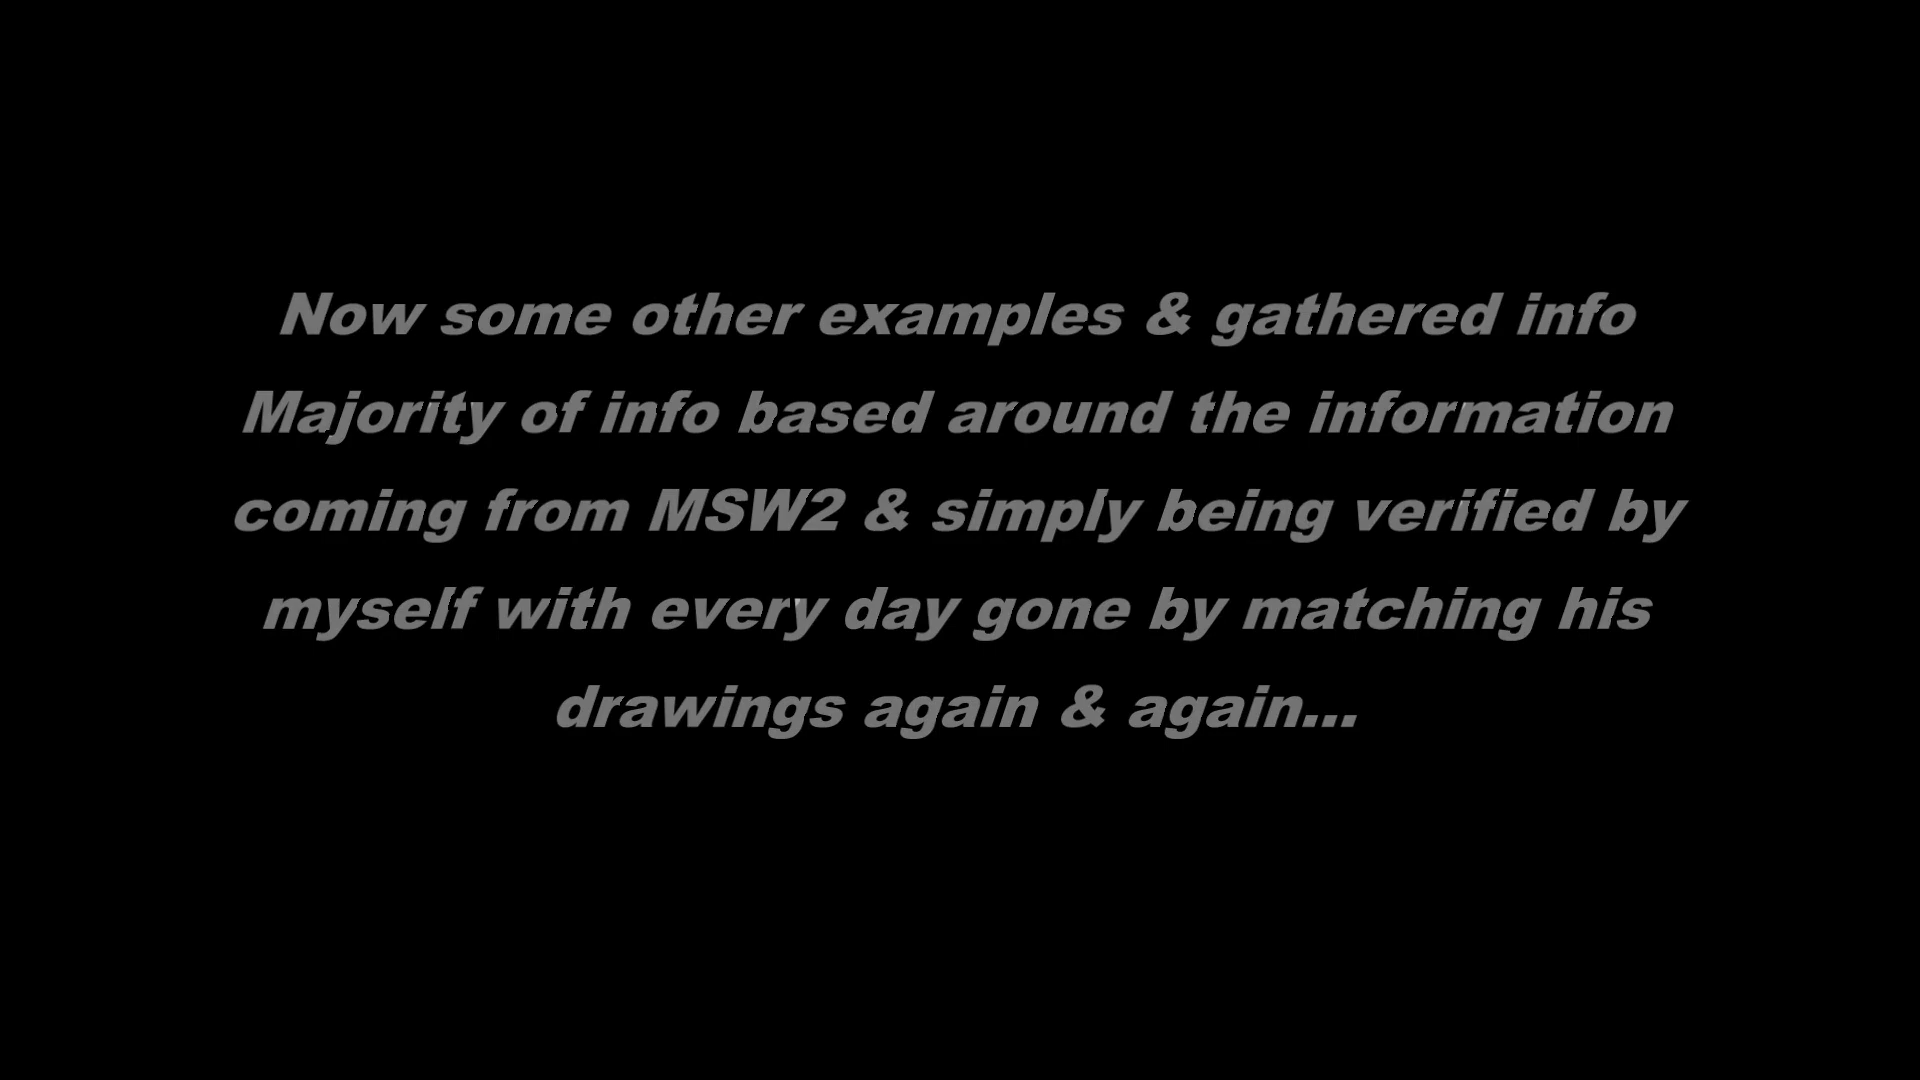 Now some other examples & gathered info
Majority of info based around the information
coming from MSW2 & simply being verified by
myself with every day gone by matching his
drawings again & again...